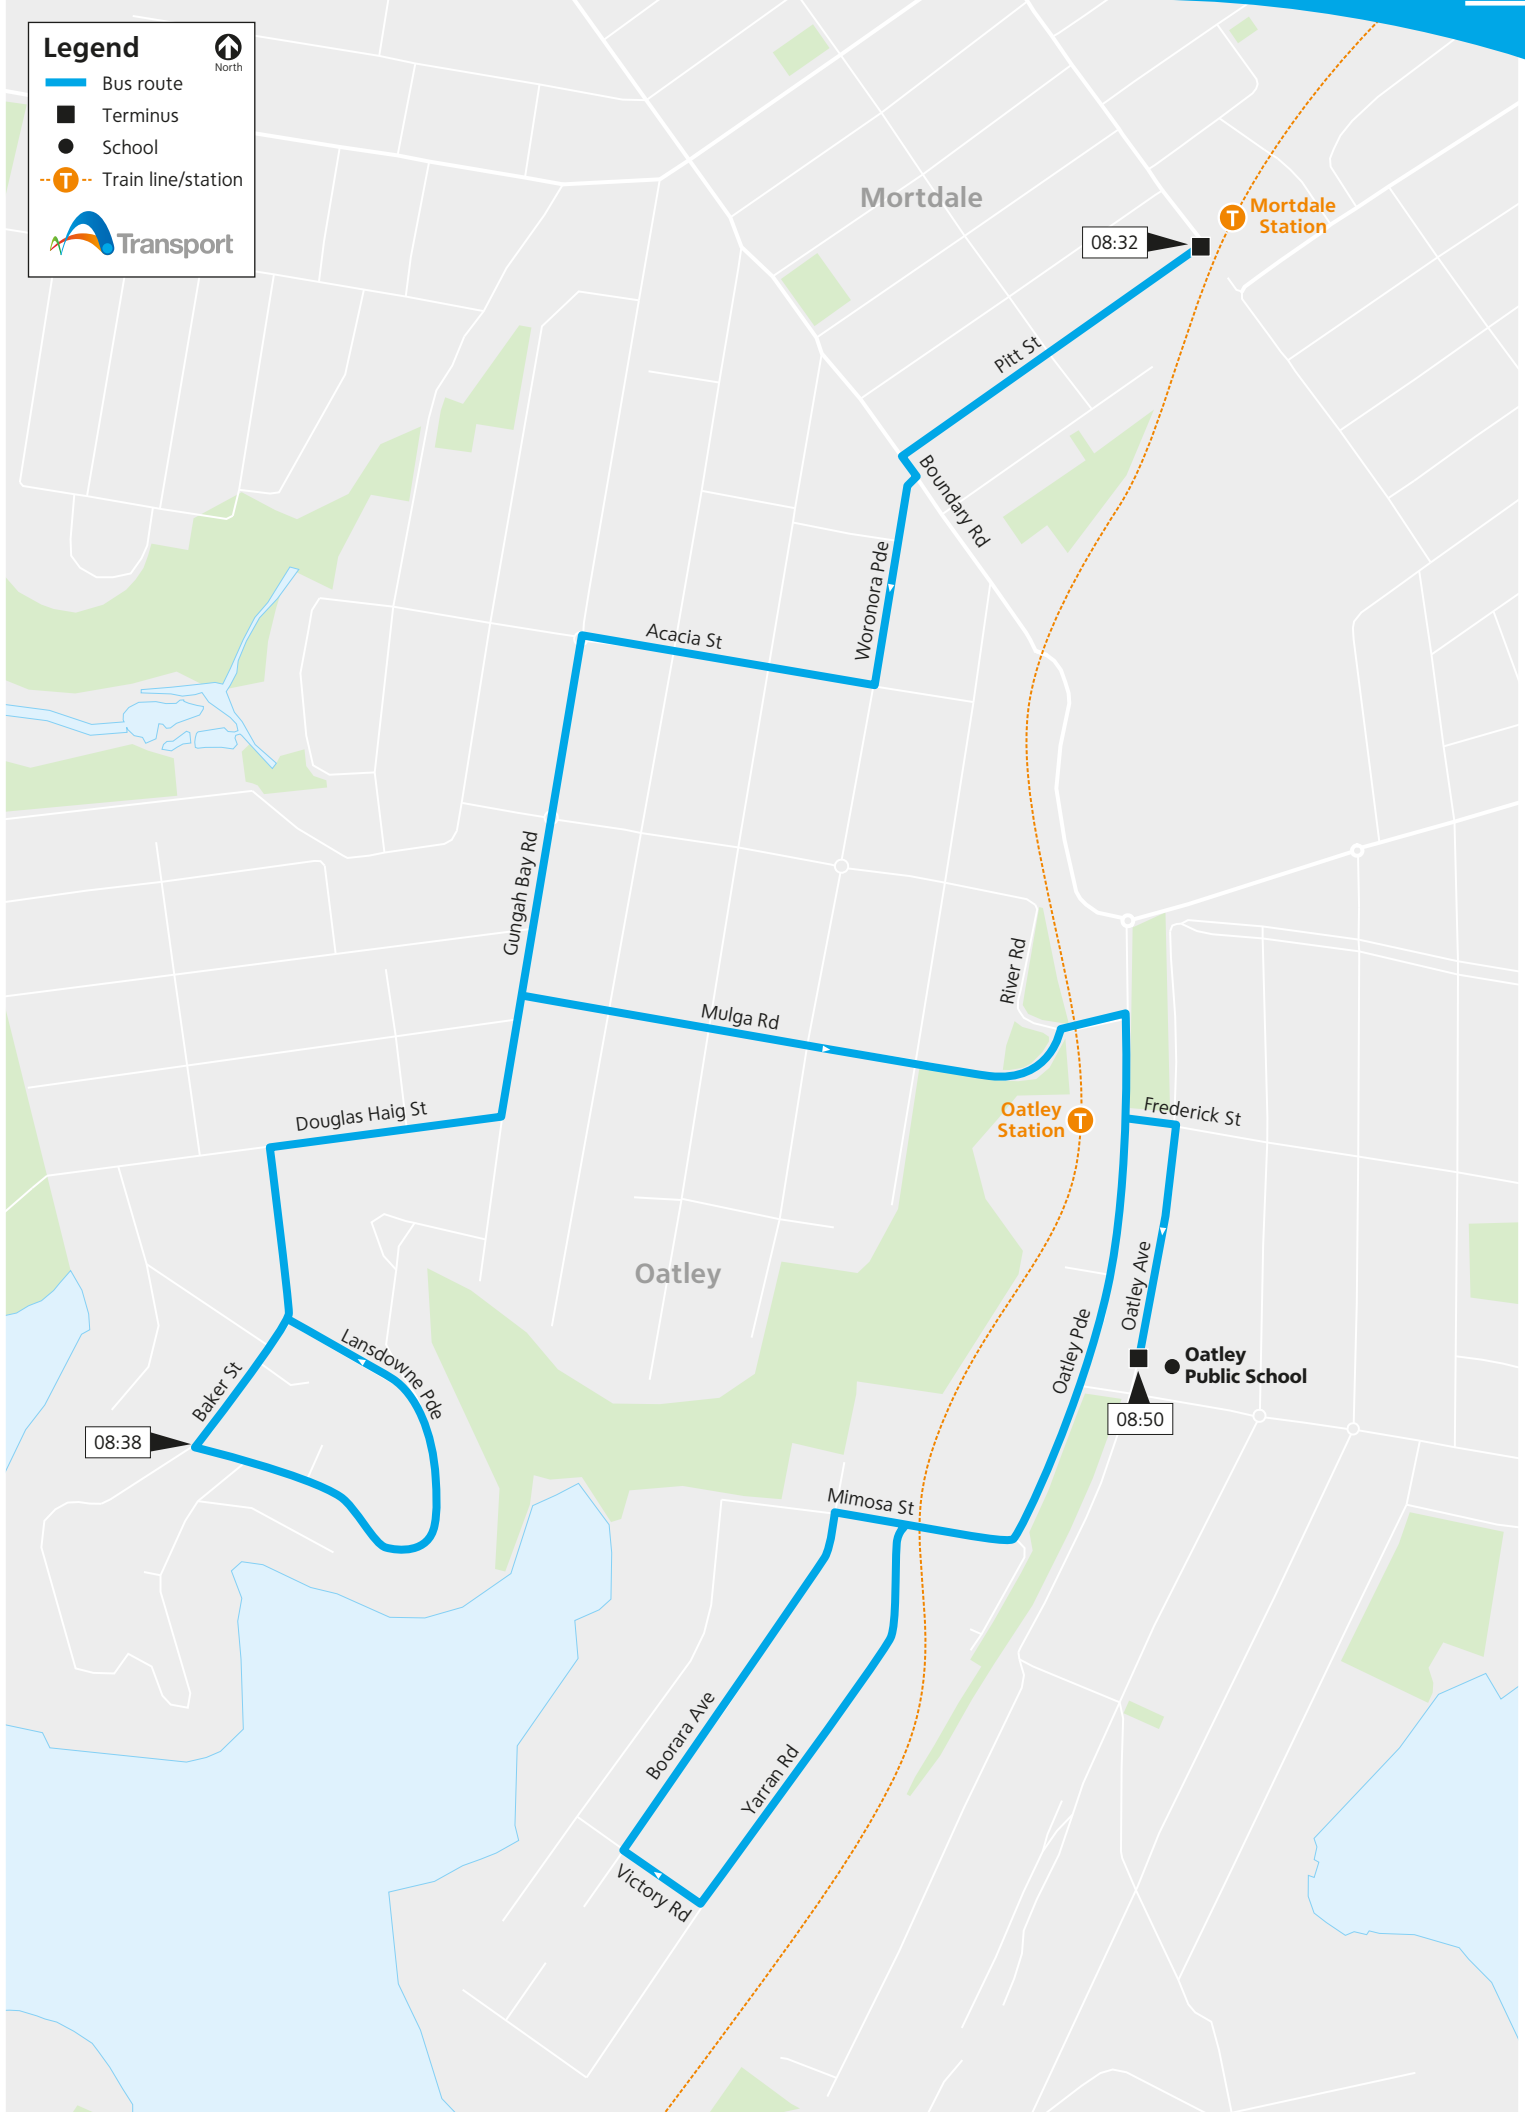 Legend
North
Bus route
Terminus
School
T
Train line/station
Transport
Mortdale
T
Mortdale
Station
08:32
Pitt St
Boundary Rd
Woronora Pde
Acacia St
Gungah Bay Rd
River Rd
Mulga Rd
Douglas Haig St
Oatley
Station
T
Frederick St
Oatley
Oatley Ave
Oatley Pde
Lansdowne Pde
Baker St
Oatley
Public School
08:50
08:38
Mimosa St
Boorara Ave
Yarran Rd
Victory Rd